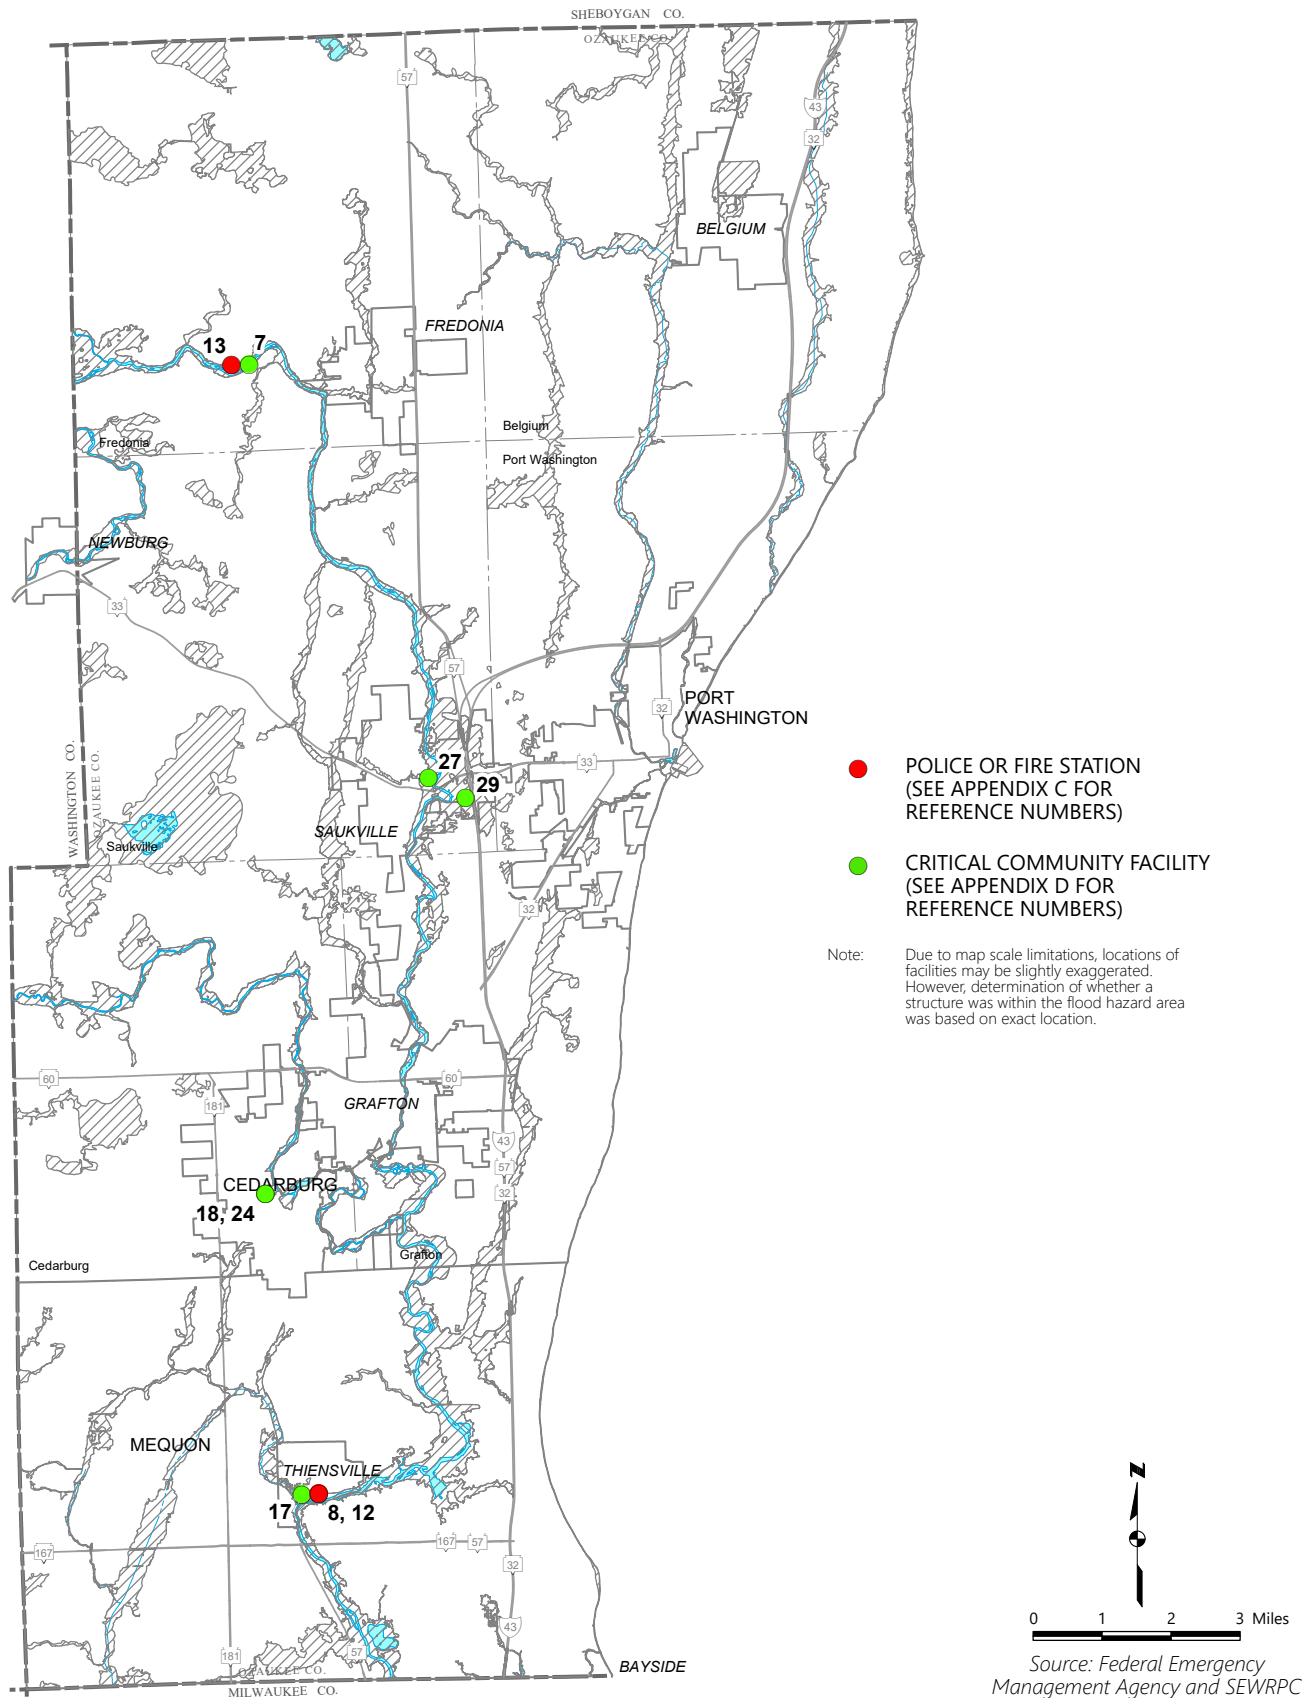 SHEBOYGAN CO.
OZAUKEE CO.
57
43
32
BELGIUM
FREDONIA
13
7
Belgium
Fredonia
Port Washington
NEWBURG
33
57
PORT
WASHINGTON
32
WASHINGTON CO.
OZAUKEE CO.
27
33
29
SAUKVILLE
Saukville
32
POLICE OR FIRE STATION
(SEE APPENDIX C FOR
REFERENCE NUMBERS)
CRITICAL COMMUNITY FACILITY
(SEE APPENDIX D FOR
REFERENCE NUMBERS)
Note:
Due to map scale limitations, locations of
facilities may be slightly exaggerated.
However, determination of whether a
structure was within the flood hazard area
was based on exact location.
60
60
181
GRAFTON
43
57
32
CEDARBURG
18, 24
Grafton
Cedarburg
MEQUON
THIENSVILLE
17
8, 12
167
167
57
32
43
181
57
OZAUKEE CO.
MILWAUKEE CO.
BAYSIDE
N
0 1 2 3 Miles
Source: Federal Emergency
Management Agency and SEWRPC